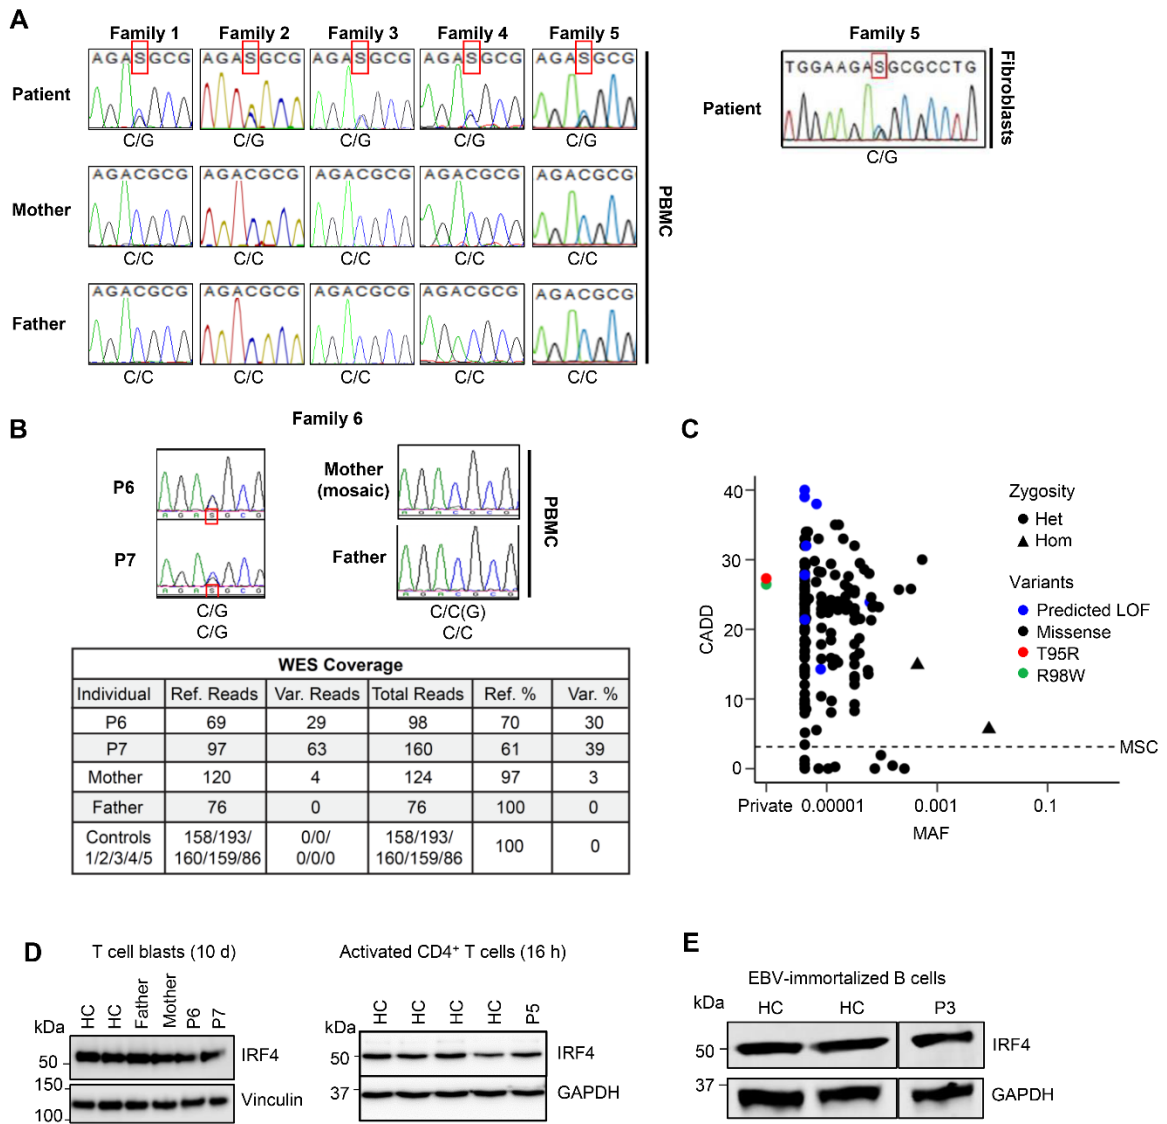 A
Family 1 Family 2 Family 3 Family 4 Family 5
AGASGCG AGASGCG AGASGCG AGASGCG AGASGCG
Patient
C/G C/G C/G C/G C/G
AGACGCG AGACGCG AGACGCG AGACGCG AGACGCG
Mother
C/C C/C C/C C/C C/C
AGACGCG AGACGCG AGACGCG AGACGCG AGACGCG
Father
C/C C/C C/C C/C C/C
PBMC
Family 5
TGGAAGASGCGCCTG
Patient
C/G
Fibroblasts
B
Family 6
P6
A G A S G C G
P7
A G A S G C G
C/G
C/G
Mother
(mosaic)
A G A C G C G
Father
A G A C G C G
C/C(G)
C/C
PBMC
WES Coverage
Individual Ref. Reads Var. Reads Total Reads Ref. % Var. %
P6 69 29 98 70 30
P7 97 63 160 61 39
Mother 120 4 124 97 3
Father 76 0 76 100 0
Controls 158/193/ 0/0/ 158/193/ 100 0
1/2/3/4/5 160/159/86 0/0/0 160/159/86
C
40
30
20
10
0
CADD
Private 0.00001 0.001 0.1
MAF
MSC
Zygosity
Het
Hom
Variants
Predicted LOF
Missense
T95R
R98W
D
T cell blasts (10 d)
kDa HC HC Father Mother P6 P7
50 IRF4
150
Vinculin
100
Activated CD4+ T cells (16 h)
kDa HC HC HC HC P5
50 IRF4
37 GAPDH
E
EBV-immortalized B cells
kDa HC HC P3
50 IRF4
37 GAPDH